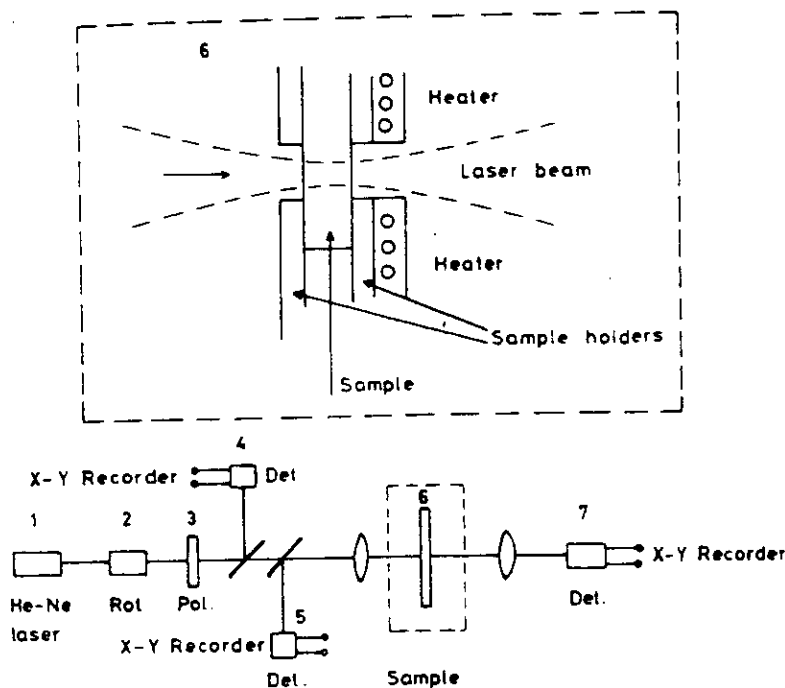 6
Heater
Laser beam
Heater
Sample holders
Sample
4
X-Y Recorder
Det
1
2
3
6
7
X-Y Recorder
He-Ne
laser
Rot
Pol.
5
Det.
X-Y Recorder
Det.
Sample